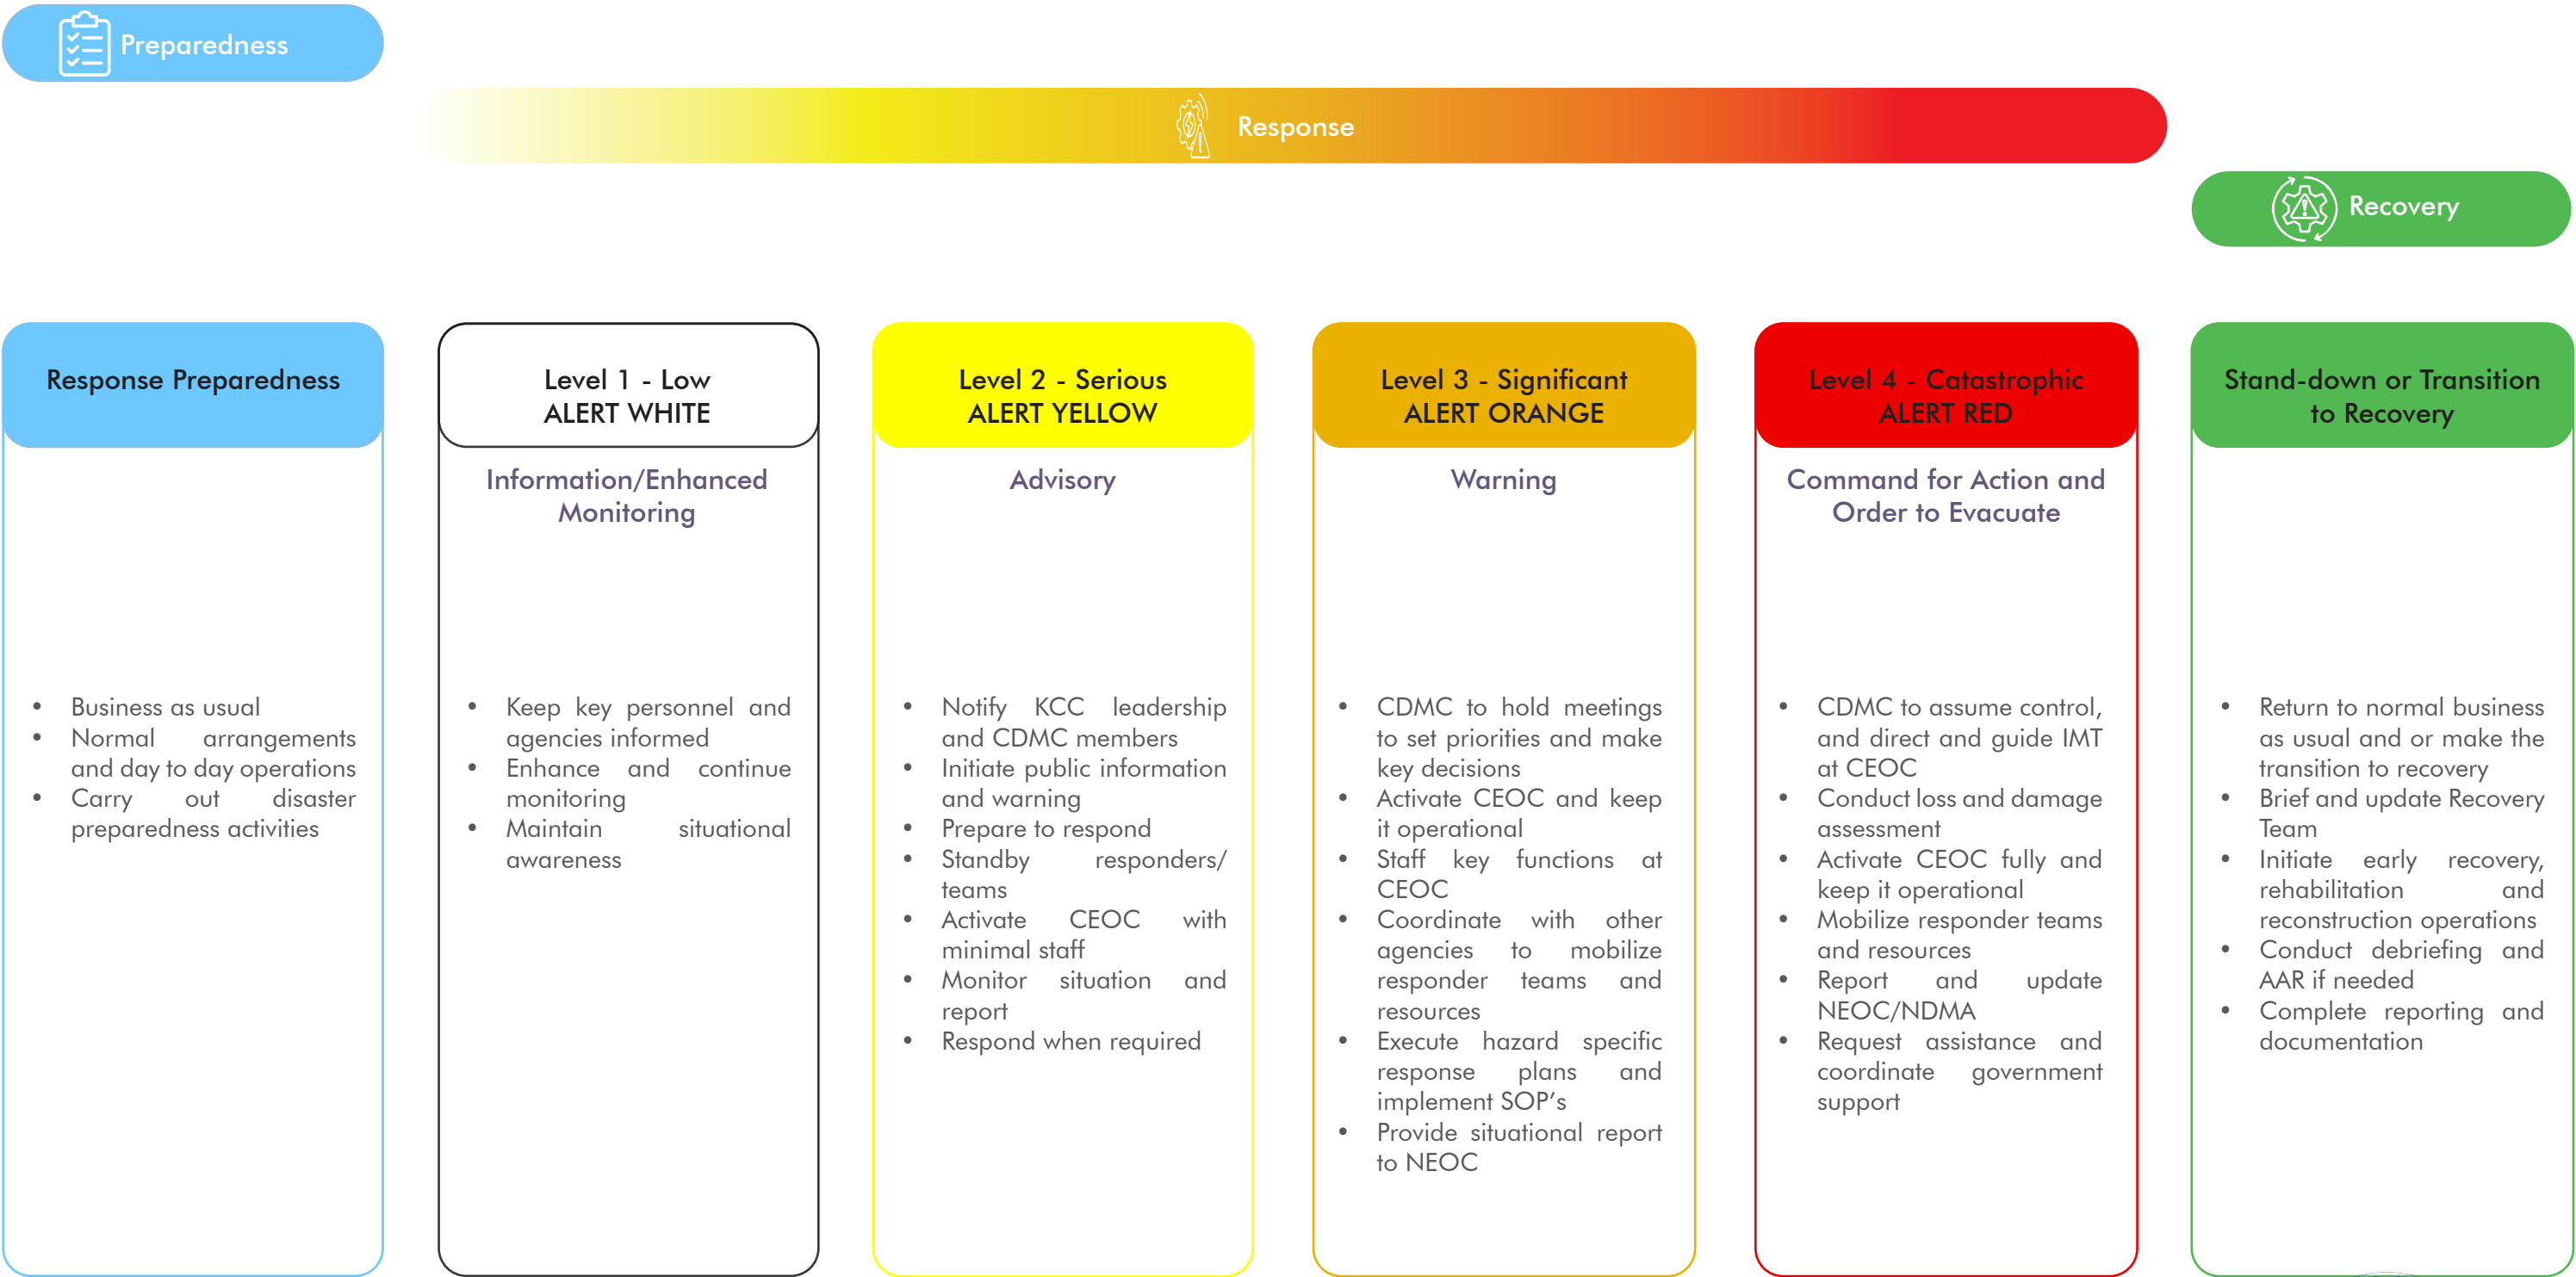 Preparedness
Response
Recovery
Response Preparedness
• Business as usual
• Normal arrangements
and day to day operations
• Carry out disaster
preparedness activities
Level 1 - Low
ALERT WHITE
Information/Enhanced
Monitoring
• Keep key personnel and
agencies informed
• Enhance and continue
monitoring
• Maintain situational
awareness
Level 2 - Serious
ALERT YELLOW
Advisory
• Notify KCC leadership
and CDMC members
• Initiate public information
and warning
• Prepare to respond
• Standby responders/
teams
• Activate CEOC with
minimal staff
• Monitor situation and
report
• Respond when required
Level 3 - Significant
ALERT ORANGE
Warning
• CDMC to hold meetings
to set priorities and make
key decisions
• Activate CEOC and keep
it operational
• Staff key functions at
CEOC
• Coordinate with other
agencies to mobilize
responder teams and
resources
• Execute hazard specific
response plans and
implement SOP’s
• Provide situational report
to NEOC
Level 4 - Catastrophic
ALERT RED
Command for Action and
Order to Evacuate
• CDMC to assume control,
and direct and guide IMT
at CEOC
• Conduct loss and damage
assessment
• Activate CEOC fully and
keep it operational
• Mobilize responder teams
and resources
• Report and update
NEOC/NDMA
• Request assistance and
coordinate government
support
Stand-down or Transition
to Recovery
• Return to normal business
as usual and or make the
transition to recovery
• Brief and update Recovery
Team
• Initiate early recovery,
rehabilitation and
reconstruction operations
• Conduct debriefing and
AAR if needed
• Complete reporting and
documentation